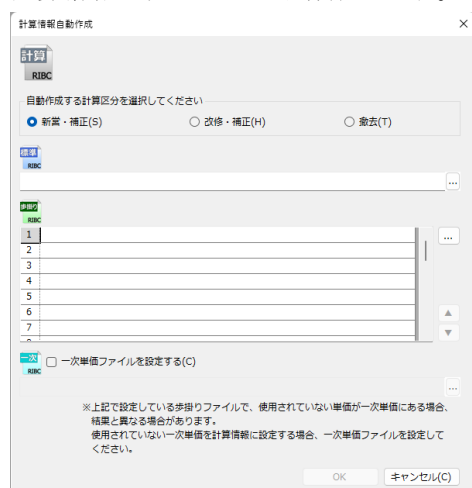 計算情報自動作成
×
計算
RIBC
自動作成する計算区分を選択してください
新営・補正(S)
改修・補正(H)
撤去(T)
標準
RIBC
...
歩掛り
RIBC
1
...
2
3
4
5
6
7
一次
RIBC
一次単価ファイルを設定する(C)
...
※上記で設定している歩掛りファイルで、使用されていない単価が一次単価にある場合、
結果と異なる場合があります。
使用されていない一次単価を計算情報に設定する場合、一次単価ファイルを設定して
ください。
OK
キャンセル(C)